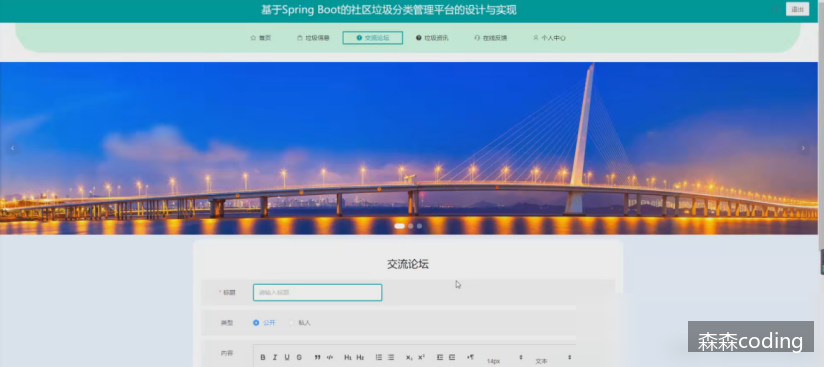 基于Spring Boot的社区垃圾分类管理平台的设计与实现
退出
首页
垃圾信息
交流论坛
垃圾资讯
在线反馈
个人中心
交流论坛
* 标题
请输入标题
类型
公开
私人
内容
B I U G H1 H2 x₂ x² 14px 文本
森森coding